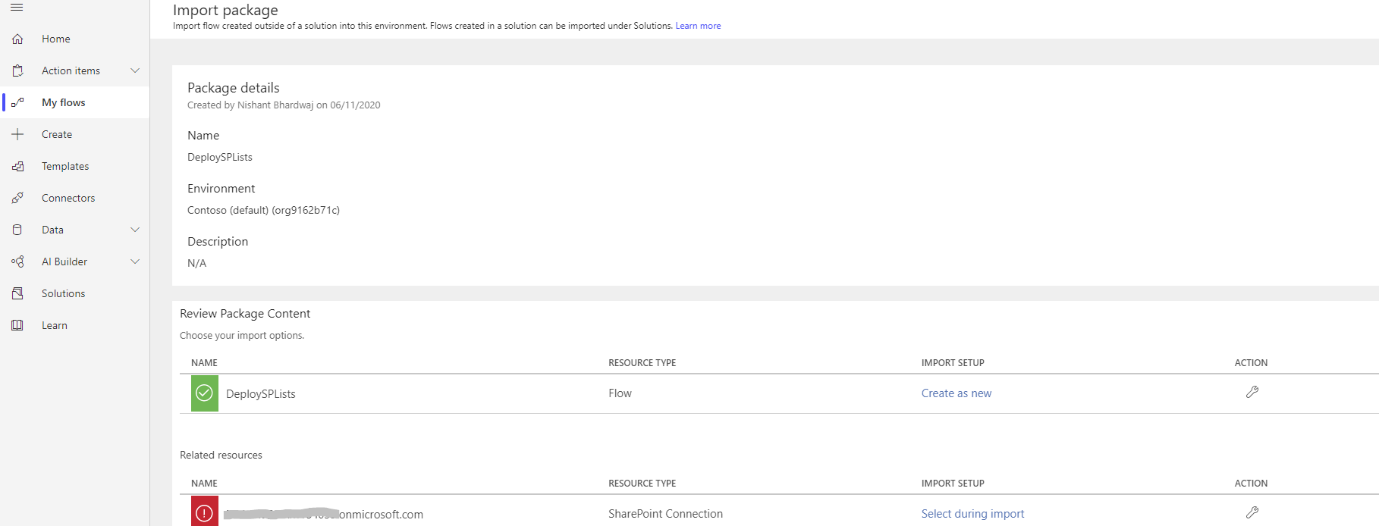 Import package
Import flow created outside of a solution into this environment. Flows created in a solution can be imported under Solutions. Learn more
Home
Action items
My flows
Create
Templates
Connectors
Data
AI Builder
Solutions
Learn
Package details
Created by Nishant Bhardwaj on 06/11/2020
Name
DeploySPLists
Environment
Contoso (default) (org9162b71c)
Description
N/A
Review Package Content
Choose your import options.
NAME RESOURCE TYPE IMPORT SETUP ACTION
DeploySPLists Flow Create as new
Related resources
NAME RESOURCE TYPE IMPORT SETUP ACTION
onmicrosoft.com SharePoint Connection Select during import